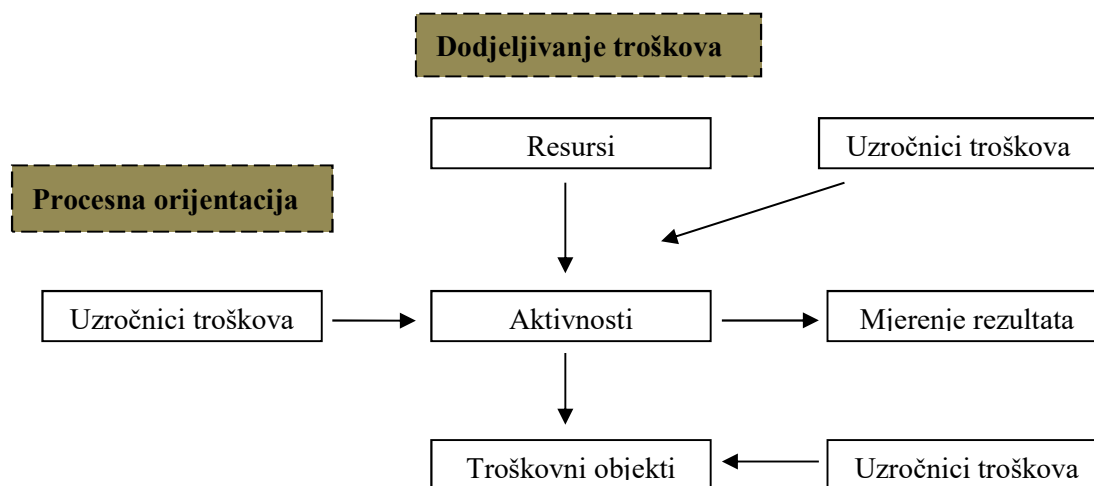 Dodjeljivanje troškova
Resursi
Uzročnici troškova
Procesna orijentacija
Uzročnici troškova
Aktivnosti
Mjerenje rezultata
Troškovni objekti
Uzročnici troškova